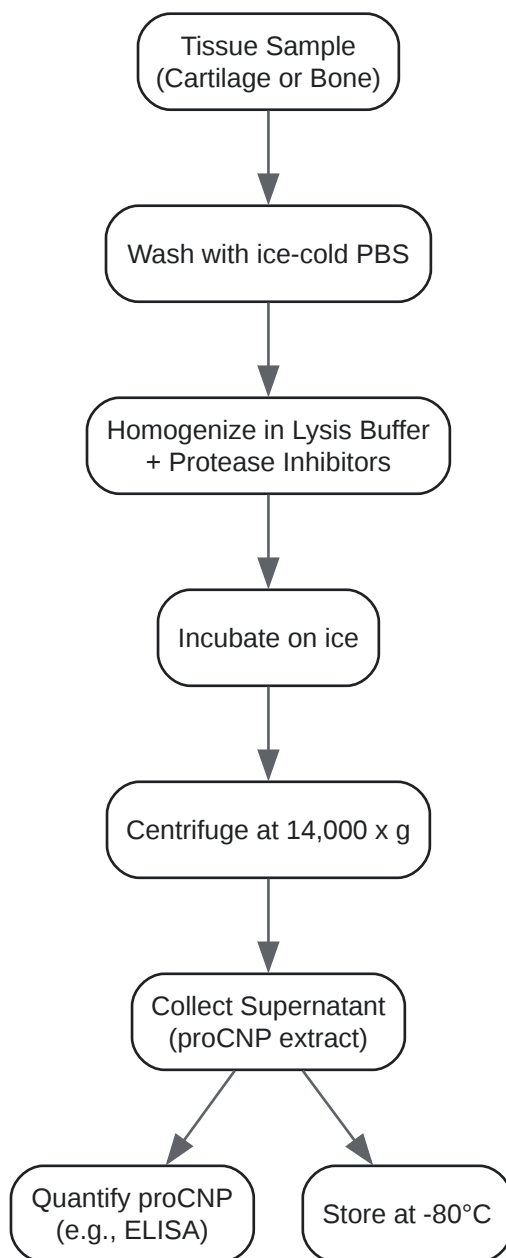 Tissue Sample
(Cartilage or Bone)
Wash with ice-cold PBS
Homogenize in Lysis Buffer
+ Protease Inhibitors
Incubate on ice
Centrifuge at 14,000 x g
Collect Supernatant
(proCNP extract)
Quantify proCNP
(e.g., ELISA)
Store at -80°C